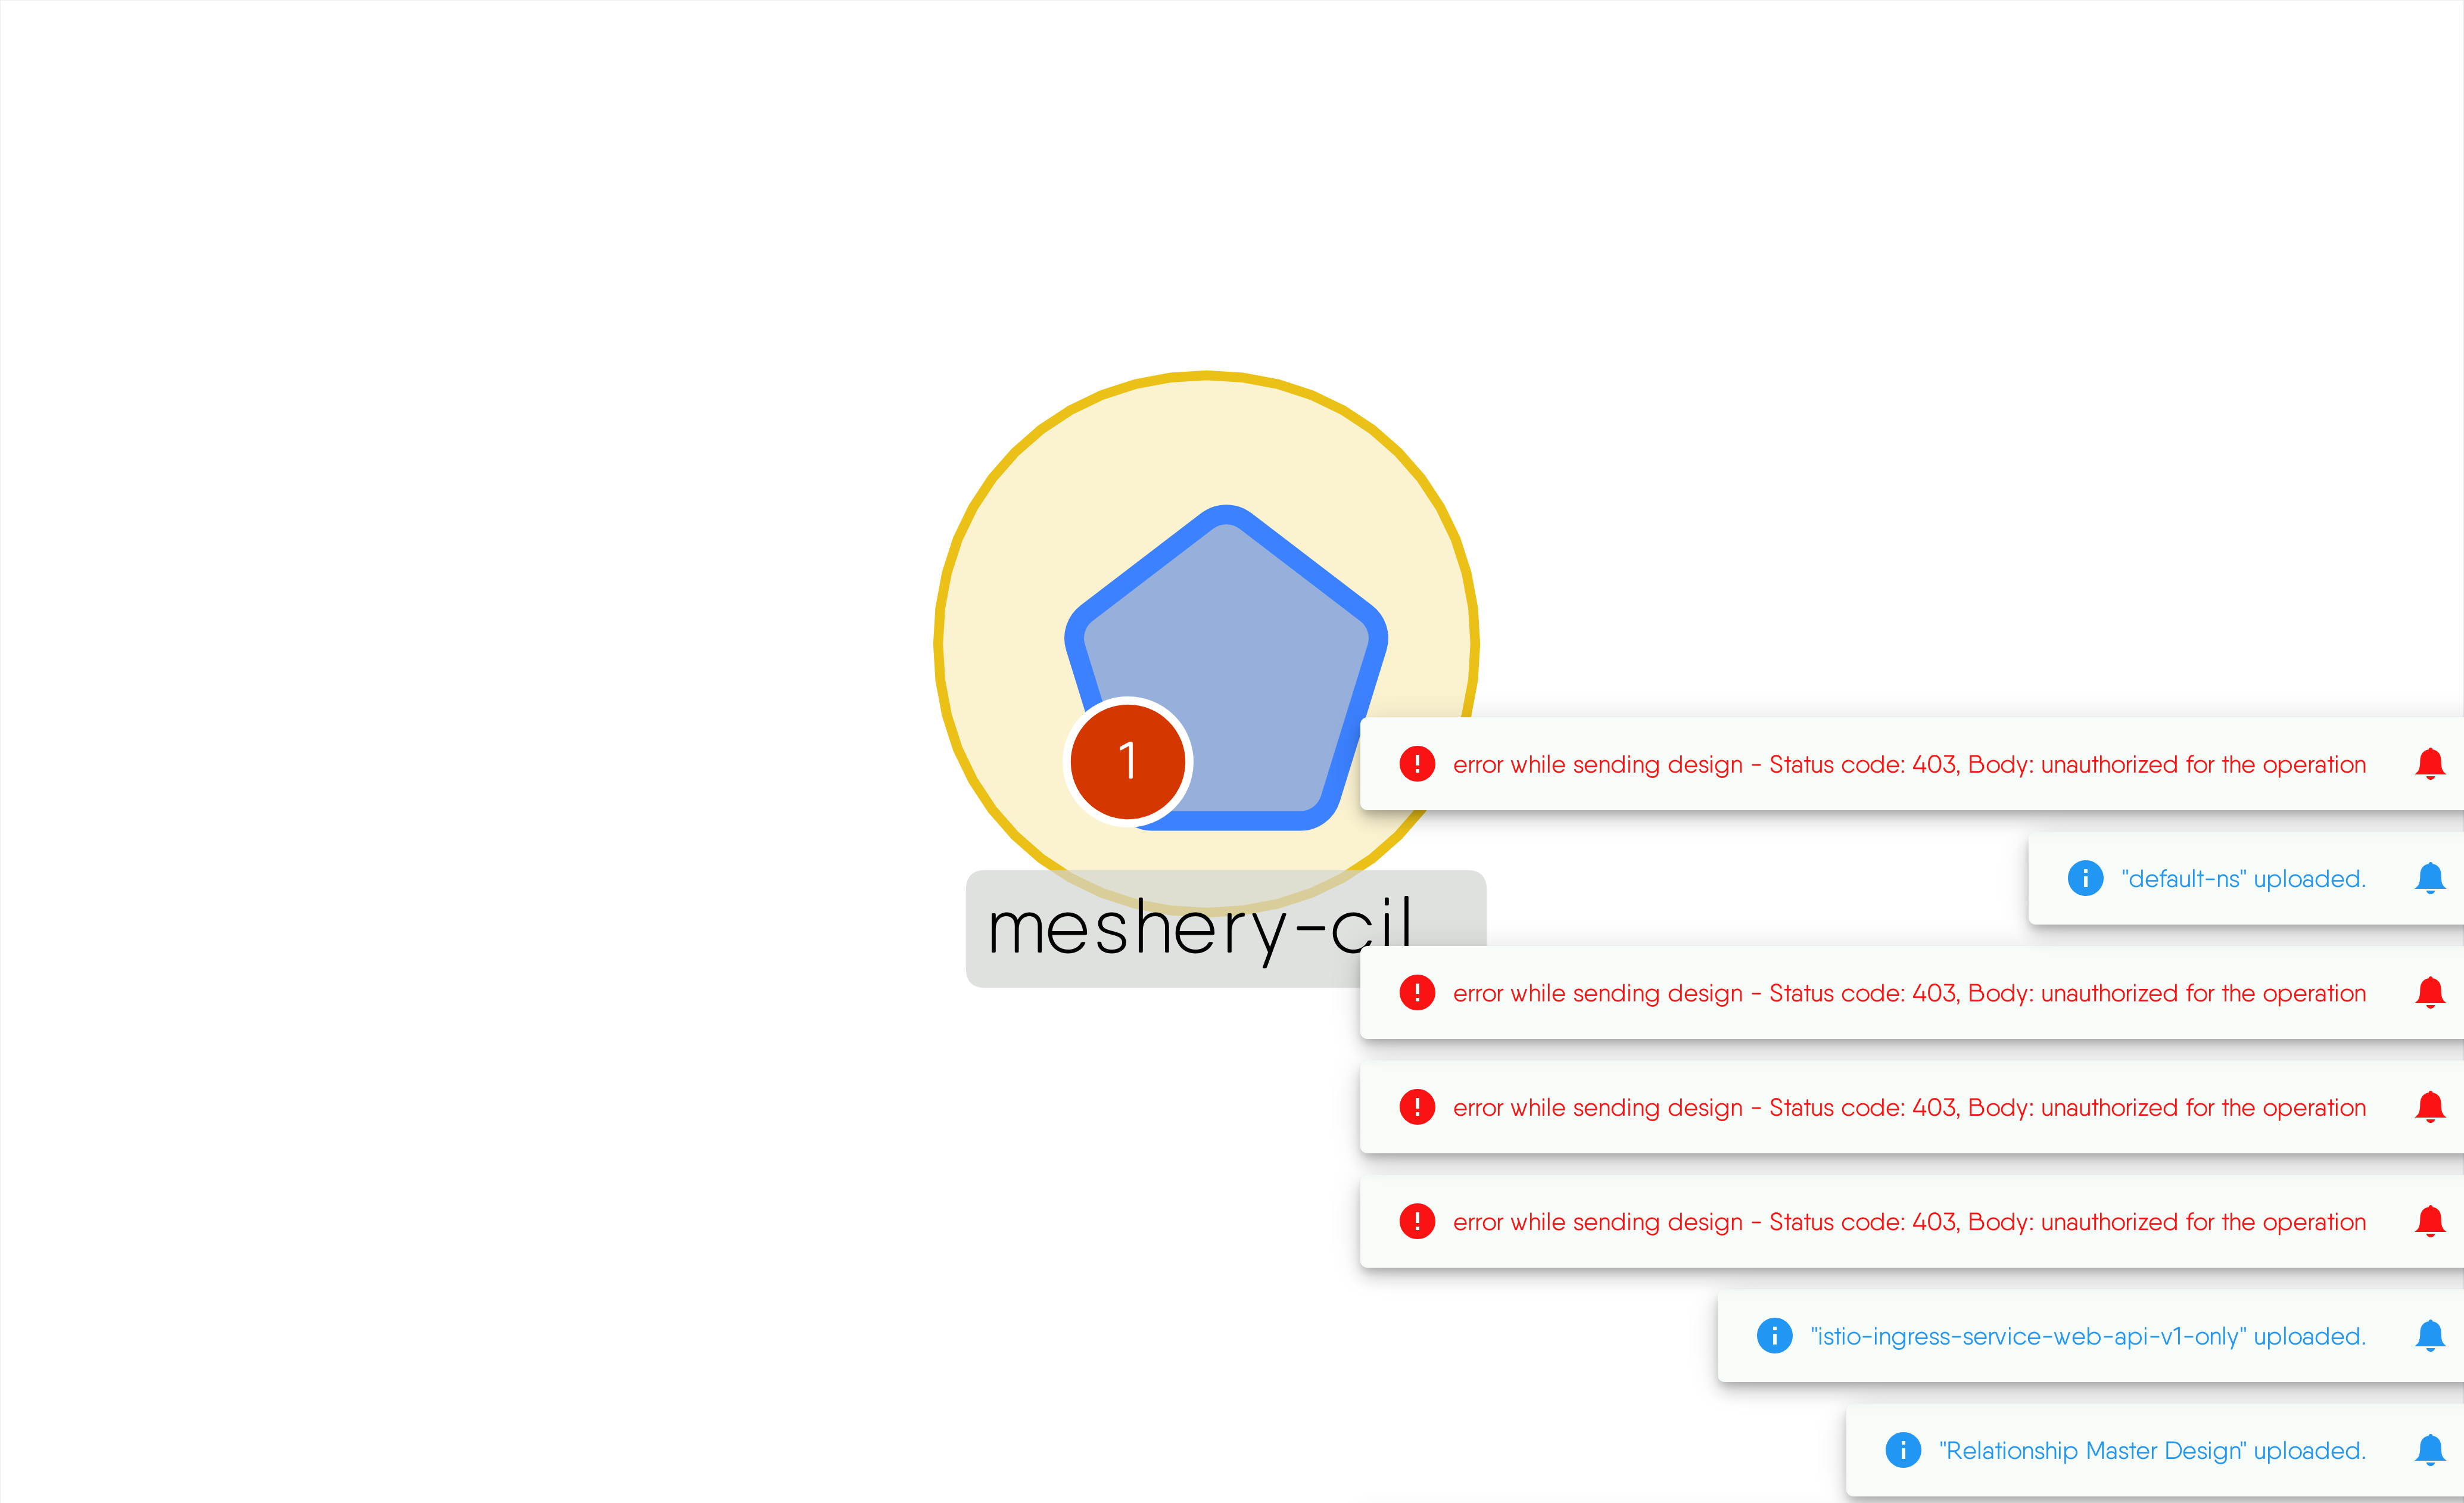 1
error while sending design - Status code: 403, Body: unauthorized for the operation
"default-ns" uploaded.
meshery-cil
error while sending design - Status code: 403, Body: unauthorized for the operation
error while sending design - Status code: 403, Body: unauthorized for the operation
error while sending design - Status code: 403, Body: unauthorized for the operation
"istio-ingress-service-web-api-v1-only" uploaded.
"Relationship Master Design" uploaded.